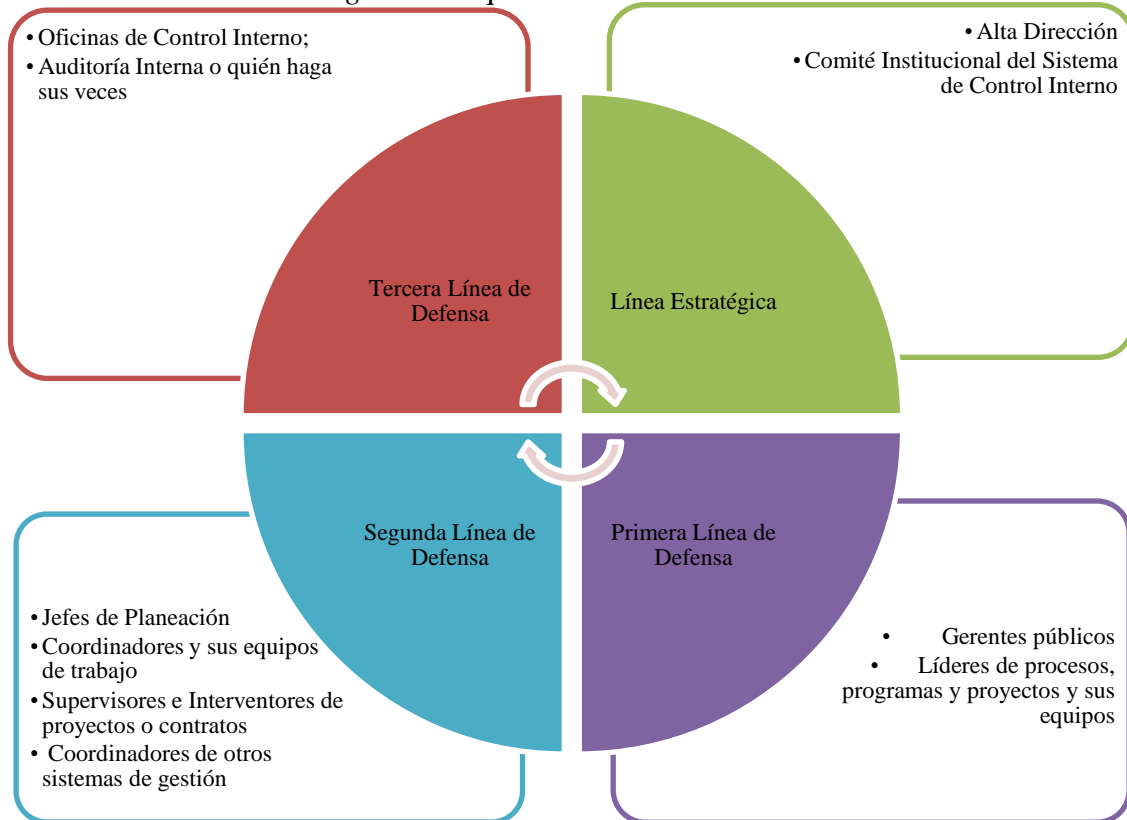 • Oficinas de Control Interno;
• Auditoría Interna o quién haga
sus veces
• Alta Dirección
• Comité Institucional del Sistema
de Control Interno
Tercera Línea de
Defensa
Línea Estratégica
Segunda Línea de
Defensa
Primera Línea de
Defensa
• Jefes de Planeación
• Coordinadores y sus equipos
de trabajo
• Supervisores e Interventores de
proyectos o contratos
• Coordinadores de otros
sistemas de gestión
• Gerentes públicos
• Líderes de procesos,
programas y proyectos y sus
equipos